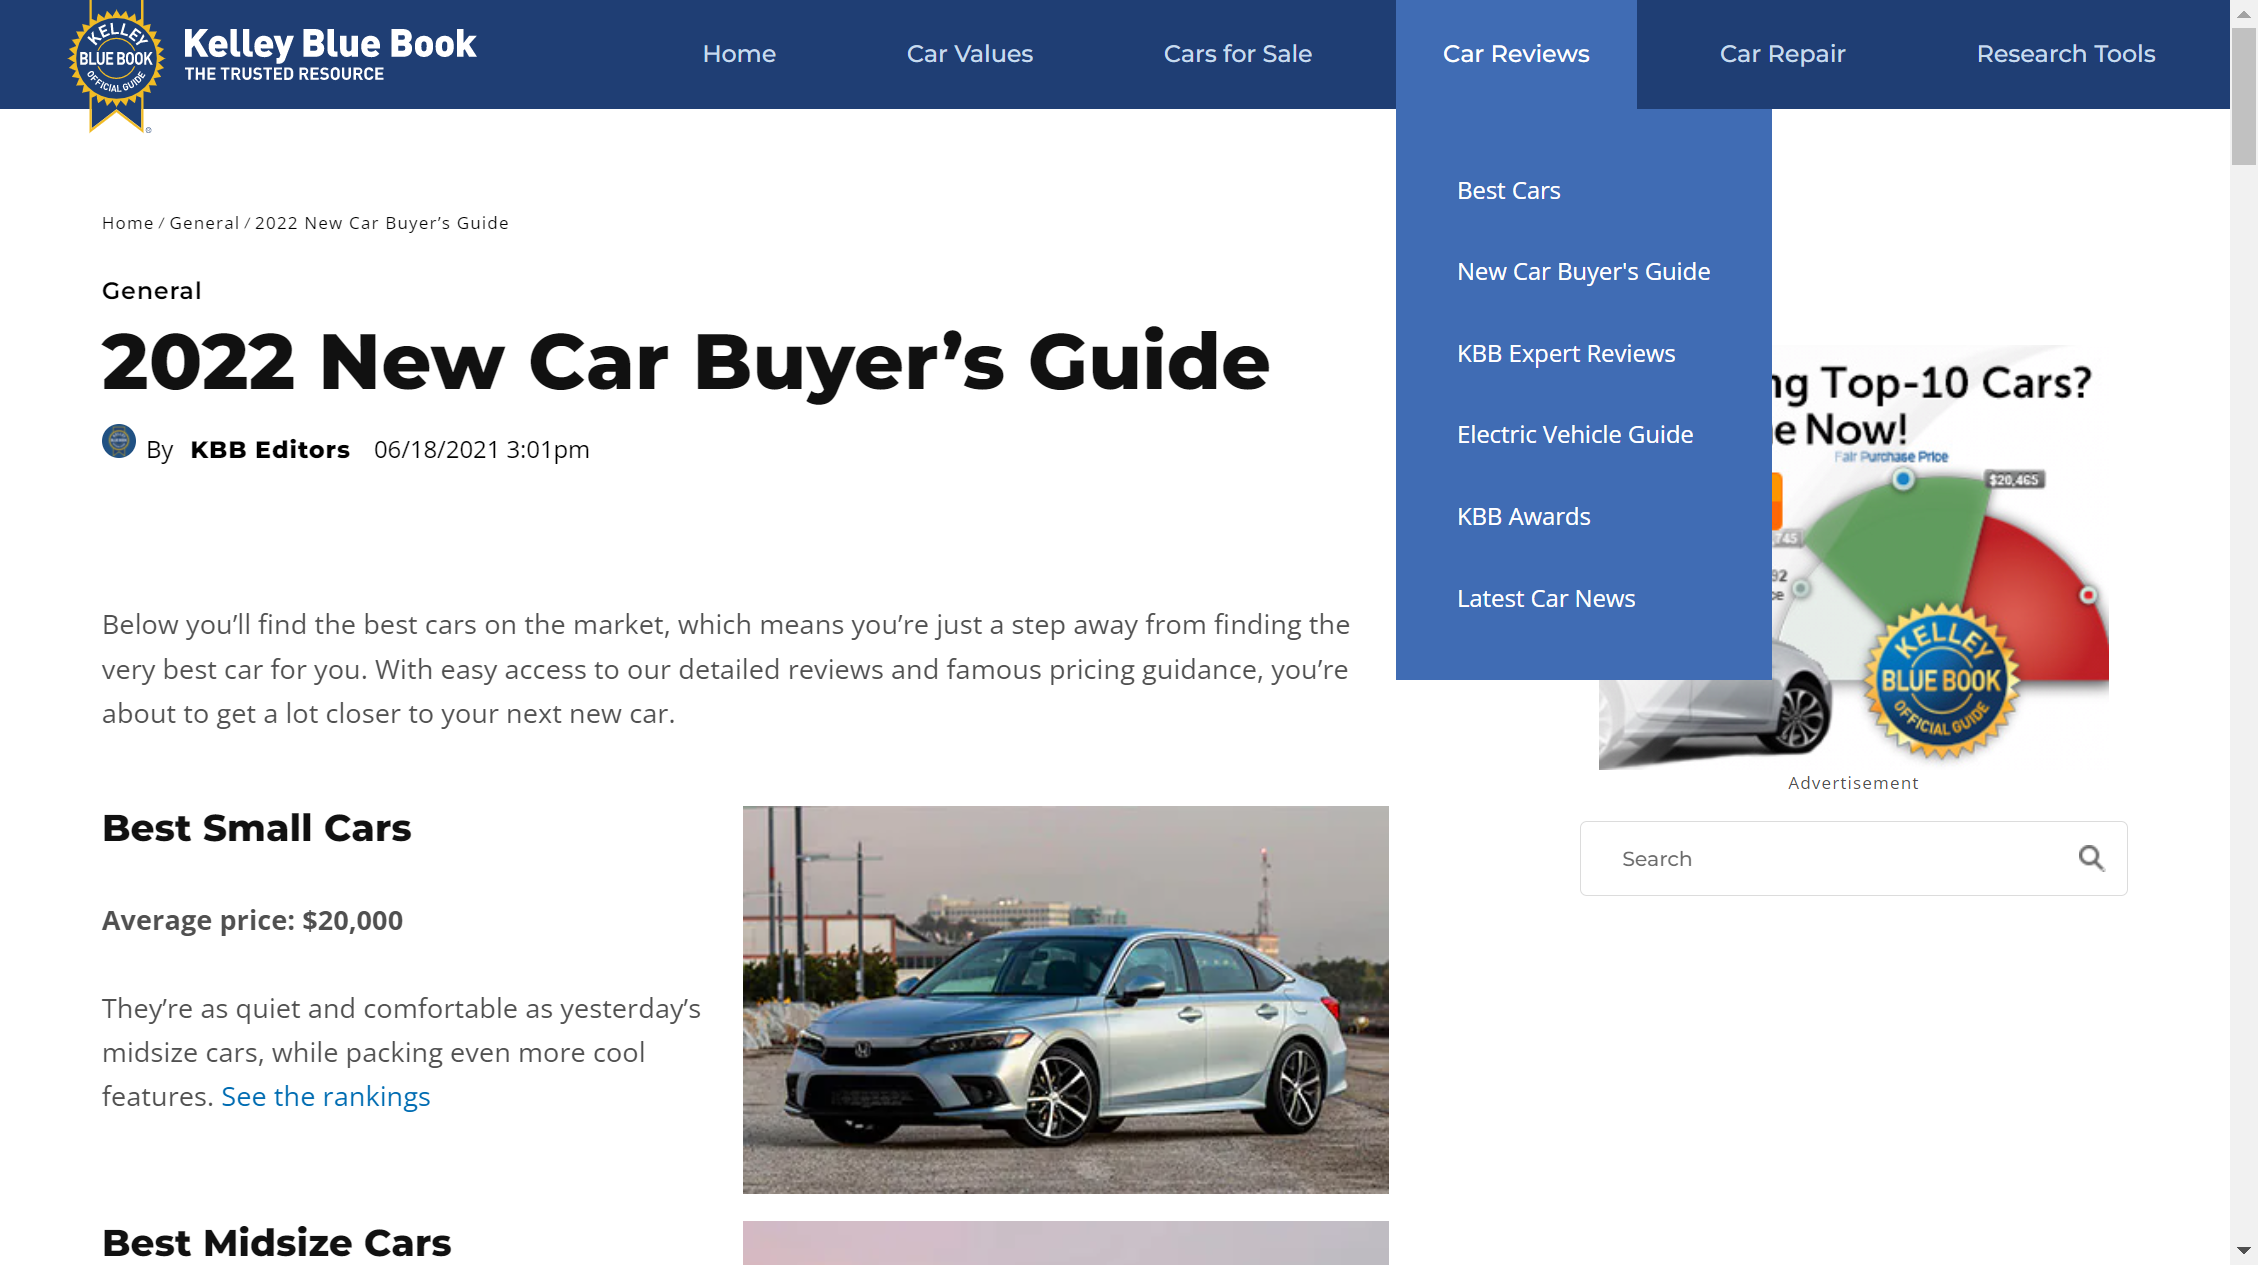 KELLEY
BLUE BOOK
OFFICIAL GUIDE
Kelley Blue Book
THE TRUSTED RESOURCE
Home
Car Values
Cars for Sale
Car Reviews
Car Repair
Research Tools
Best Cars
New Car Buyer's Guide
KBB Expert Reviews
Electric Vehicle Guide
KBB Awards
Latest Car News
Home / General / 2022 New Car Buyer’s Guide
General
2022 New Car Buyer’s Guide
By KBB Editors 06/18/2021 3:01pm
Below you’ll find the best cars on the market, which means you’re just a step away from finding the
very best car for you. With easy access to our detailed reviews and famous pricing guidance, you’re
about to get a lot closer to your next new car.
Best Small Cars
Average price: $20,000
They’re as quiet and comfortable as yesterday’s
midsize cars, while packing even more cool
features. See the rankings
Best Midsize Cars
Top-10 Cars?
Now!
Fair Purchase Price
$20,465
KELLEY
BLUE BOOK
OFFICIAL GUIDE
Advertisement
Search